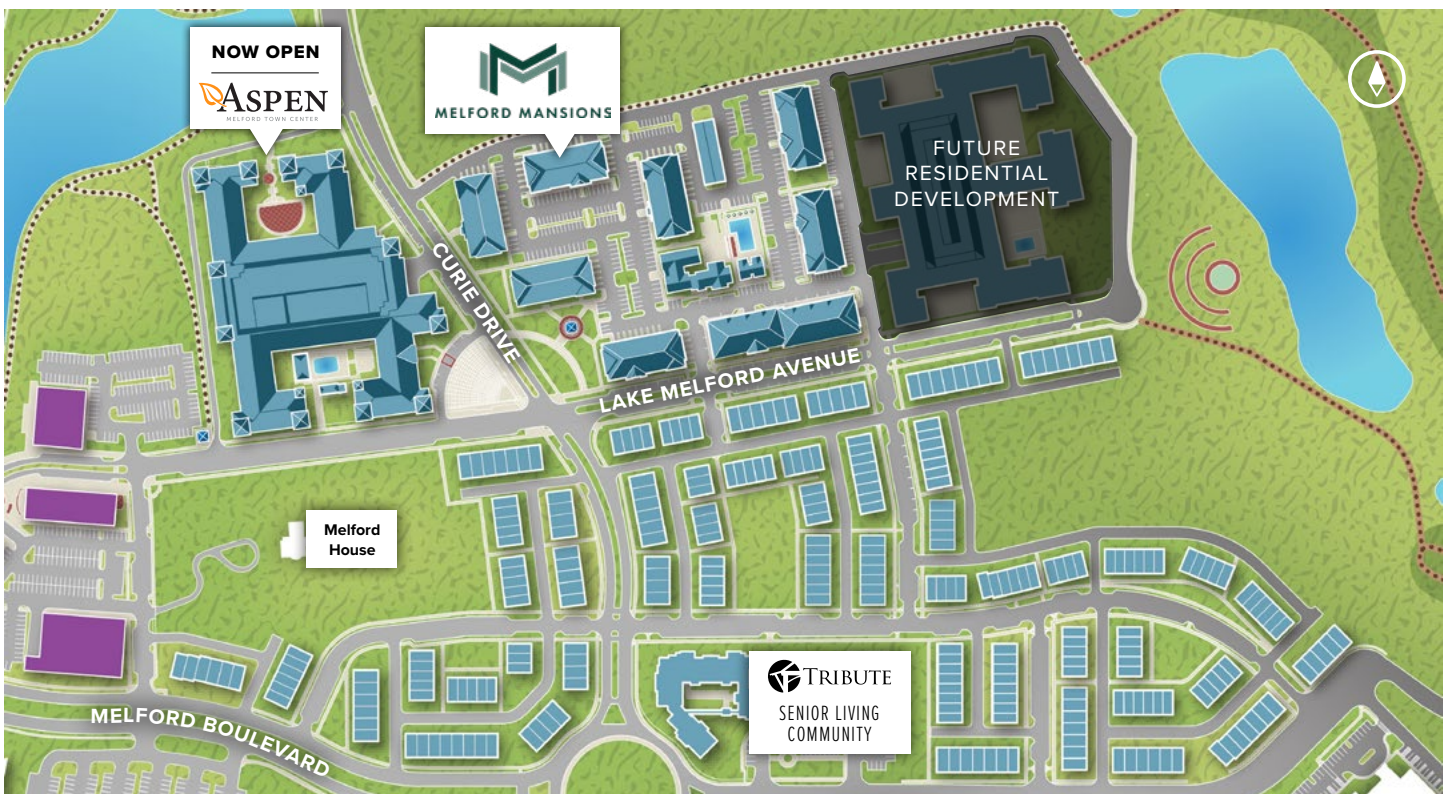 NOW OPEN
ASPEN
MELFORD TOWN CENTER
MELFORD MANSIONS
FUTURE
RESIDENTIAL
DEVELOPMENT
CURIE DRIVE
LAKE MELFORD AVENUE
Melford
House
TRIBUTE
SENIOR LIVING
COMMUNITY
MELFORD BOULEVARD